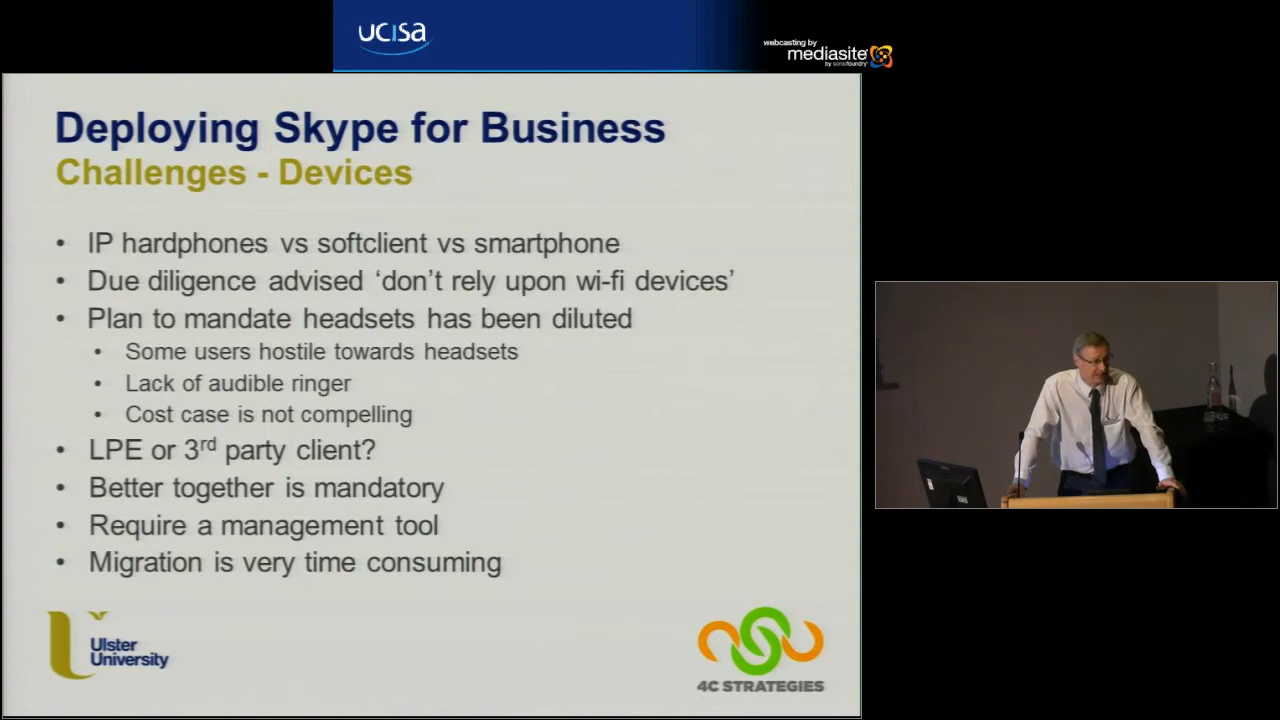 ucisa
webcasting by
mediasite
by sonicfoundry
Deploying Skype for Business
Challenges - Devices
• IP hardphones vs softclient vs smartphone
• Due diligence advised ‘don’t rely upon wi-fi devices’
• Plan to mandate headsets has been diluted
• Some users hostile towards headsets
• Lack of audible ringer
• Cost case is not compelling
• LPE or 3rd party client?
• Better together is mandatory
• Require a management tool
• Migration is very time consuming
Ulster
University
4C STRATEGIES